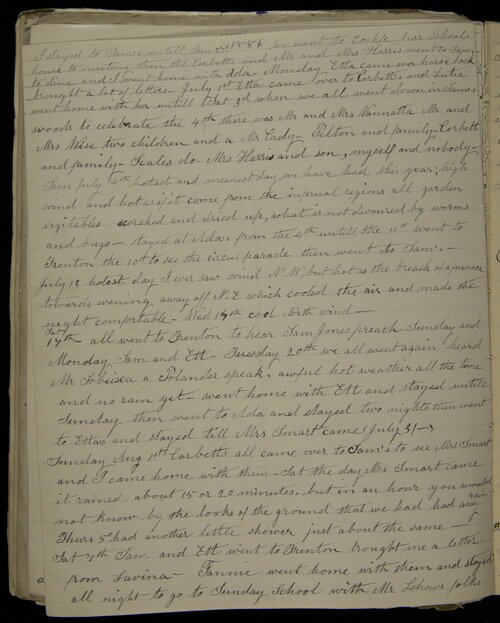 I stayed to Sam's untill Sun 27 1886 we went to Cockle burr School
house to meeting then the Corbetts and Mr and Mrs Harris went to Sams
to dine and I went home with Ada - Monday Etta came over horse back
brought a lot of letters - July 1st Etta came over to Corbetts and Catie
went home with her untill Sat 3rd when we all went down in Sam's
woods to celebrate the 4th there was Mr and Mrs Vannatta Mr and
Mrs Wise two children and a Mr Cady - Pelton and family - Corbett
and family - Seales do - Mrs Harris and son, myself and nobody -
Sun July 4th hotest and meanest day we have had this year; high
wind and hot as if it come from the infernal regions all garden
vegitables scorched and dried up, what is not devoured by worms
and bugs - stayed at Adas from the 4th untill the 11st went to
Trenton the 10th to see the circus parade then went to Sam's -
July 13 hotest day I ever saw wind N.W. but hot as the breath of a furnace
towards evening, away off N.E which cooled the air and made the
night comfortable - Wed 14th cool North wind -
Sat
17th - all went to Trenton to hear Sam Jones preach Sunday and
Monday Sam and Ett - Tuesday 20th we all went again heard
Mr Sobieska a Polander speak, awful hot weather all the time
and no rain yet - went home with Ett and stayed untill
Sunday, then went to Ada and stayed two nights then went
to Ettas and stayed till Mrs Smart came (July 31 -)
Sunday Aug 1st Corbetts all came over to Sam's to see Mrs Smart
and I came home with them - Sat the day Mrs Smart came
it rained about 15 or 20 minutes, but in an hour you would
not know by the looks of the ground that we had had any rain
Thurs 5th had another little shower just about the same -
Sat 7th Sam and Ett went to Trenton brought me a letter
from Lavina - Fannie went home with them and stayed
all night to go to Sunday School with Mr Lehews folks